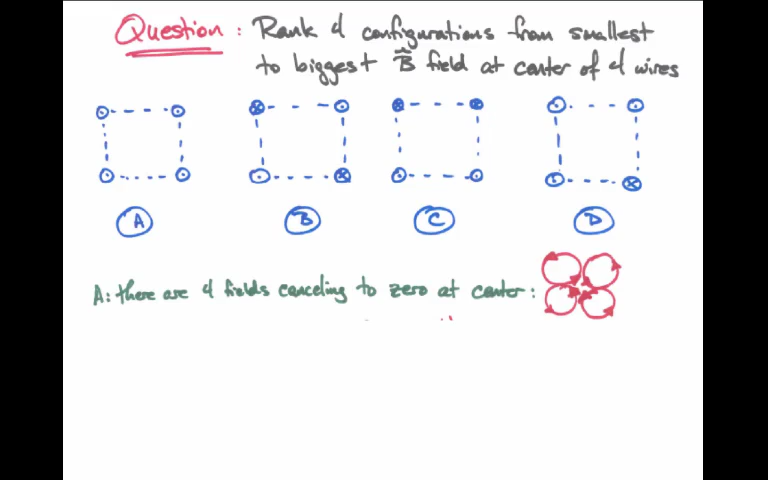 Question: Rank 4 configurations from smallest
to biggest B field at center of 4 wires
A B C D
A: there are 4 fields canceling to zero at center: